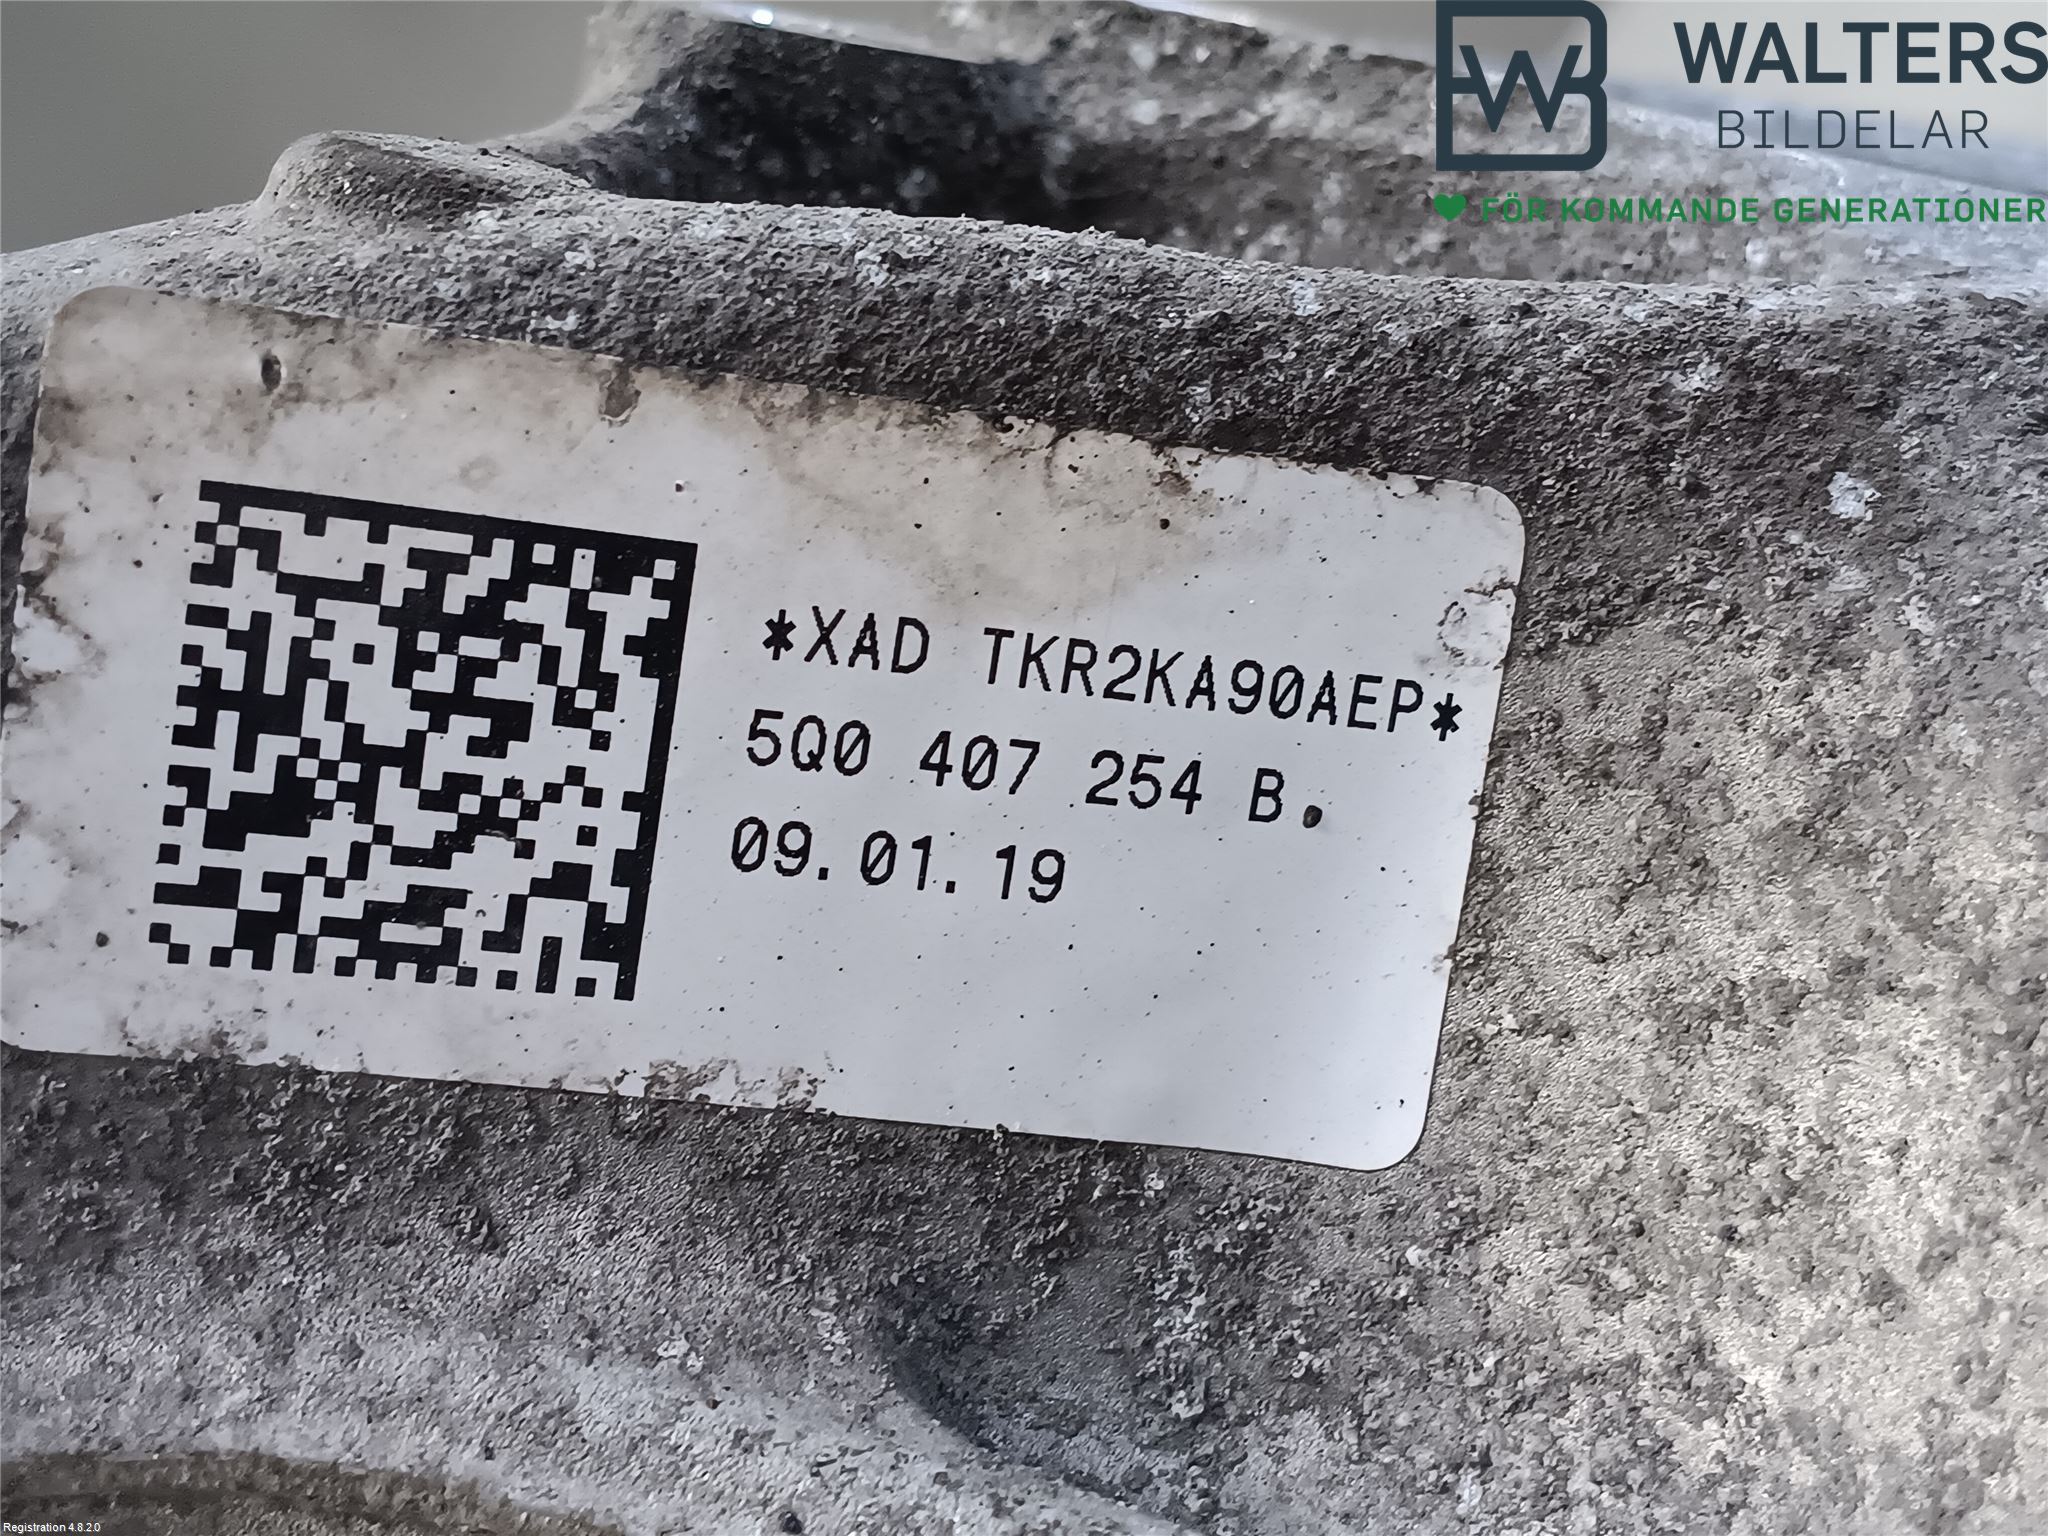 WALTERS
BILDELAR
FÖR KOMMANDE GENERATIONER
*XAD TKR2KA90AEP*
5Q0 407 254 B.
09.01.19
Registration 4.8.2.0